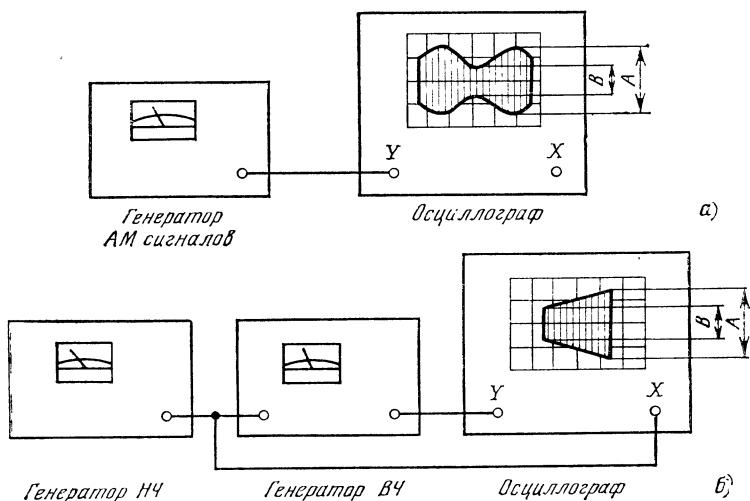 В
А
Y
X
Генератор
АМ сигналов
Осциллограф
а)
В
А
Y
X
Генератор НЧ
Генератор ВЧ
Осциллограф
б)